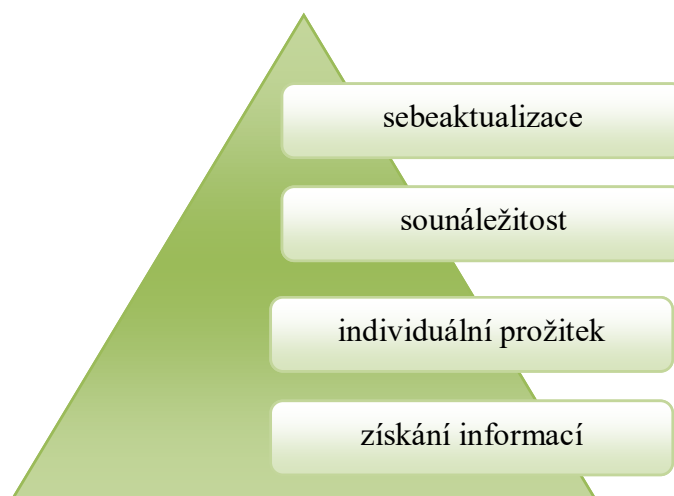 sebeaktualizace
sounáležitost
individuální prožitek
získání informací